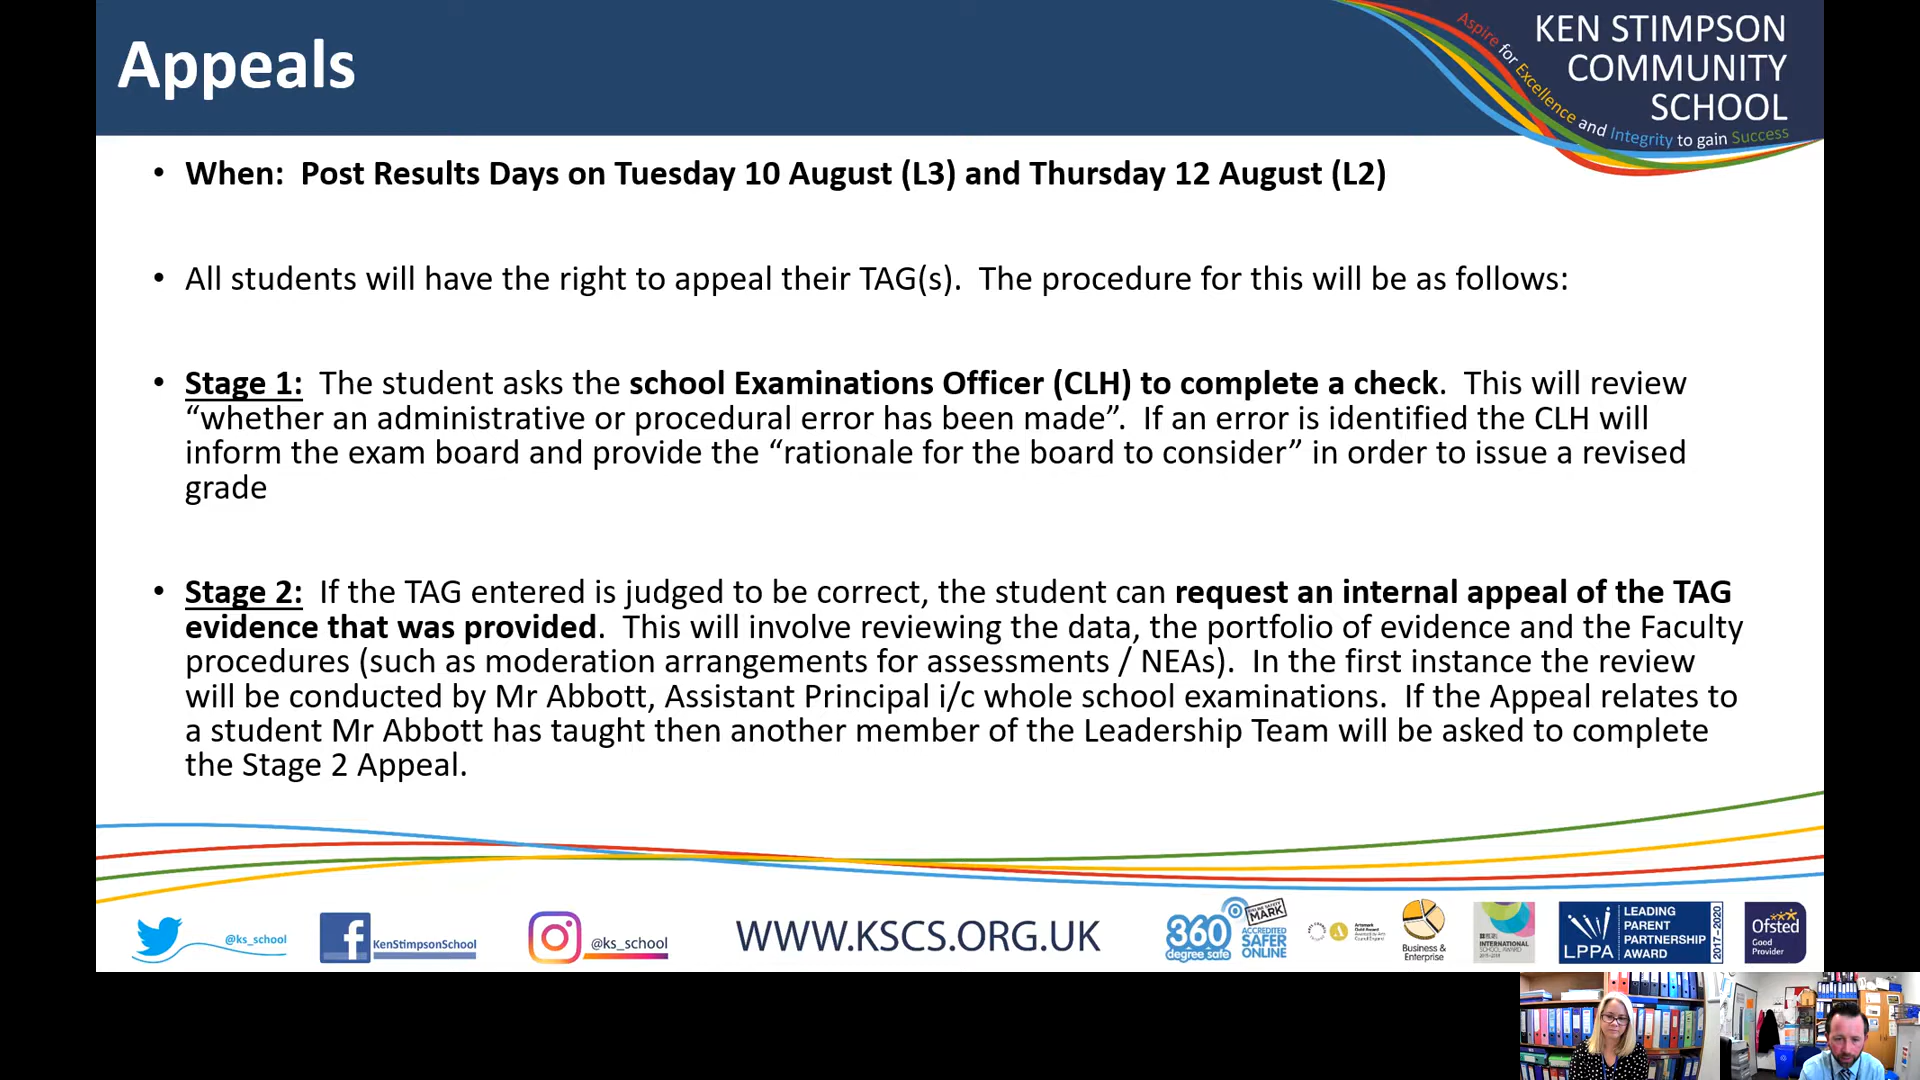 Appeals
KEN STIMPSON
COMMUNITY
SCHOOL
Aspire for Excellence and Integrity to gain Success
• When:  Post Results Days on Tuesday 10 August (L3) and Thursday 12 August (L2)
• All students will have the right to appeal their TAG(s).  The procedure for this will be as follows:
• Stage 1:  The student asks the school Examinations Officer (CLH) to complete a check.  This will review
“whether an administrative or procedural error has been made”.  If an error is identified the CLH will
inform the exam board and provide the “rationale for the board to consider” in order to issue a revised
grade
• Stage 2:  If the TAG entered is judged to be correct, the student can request an internal appeal of the TAG
evidence that was provided.  This will involve reviewing the data, the portfolio of evidence and the Faculty
procedures (such as moderation arrangements for assessments / NEAs).  In the first instance the review
will be conducted by Mr Abbott, Assistant Principal i/c whole school examinations.  If the Appeal relates to
a student Mr Abbott has taught then another member of the Leadership Team will be asked to complete
the Stage 2 Appeal.
@ks_school
KenStimpsonSchool
@ks_school
WWW.KSCS.ORG.UK
360
degree safe
MARK
ACCREDITED
SAFER
ONLINE
Business &
Enterprise
INTERNATIONAL
LPPA
LEADING
PARENT
PARTNERSHIP
AWARD
2017-2020
Ofsted
Good
Provider